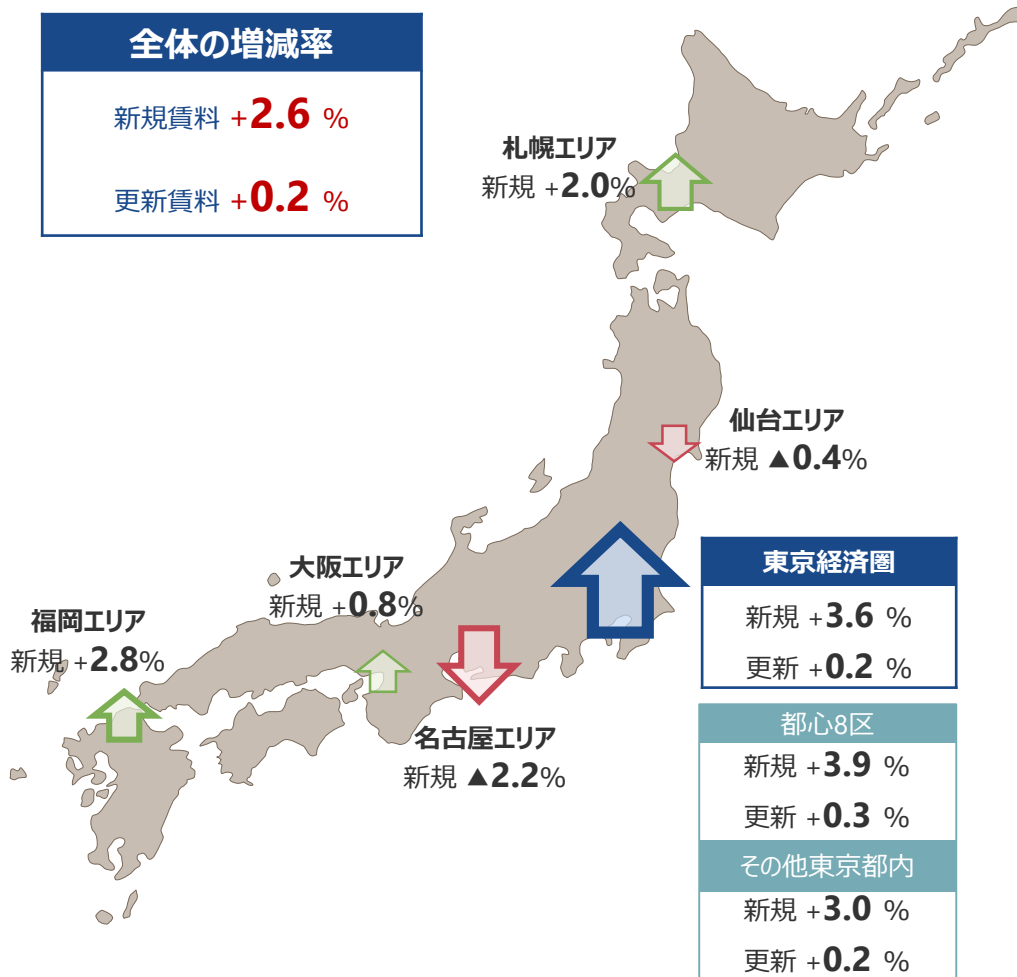 全体の増減率
新規賃料 +2.6 %
更新賃料 +0.2 %
札幌エリア
新規 +2.0%
仙台エリア
新規 ▲0.4%
大阪エリア
新規 +0.8%
福岡エリア
新規 +2.8%
名古屋エリア
新規 ▲2.2%
東京経済圏
新規 +3.6 %
更新 +0.2 %
都心8区
新規 +3.9 %
更新 +0.3 %
その他東京都内
新規 +3.0 %
更新 +0.2 %